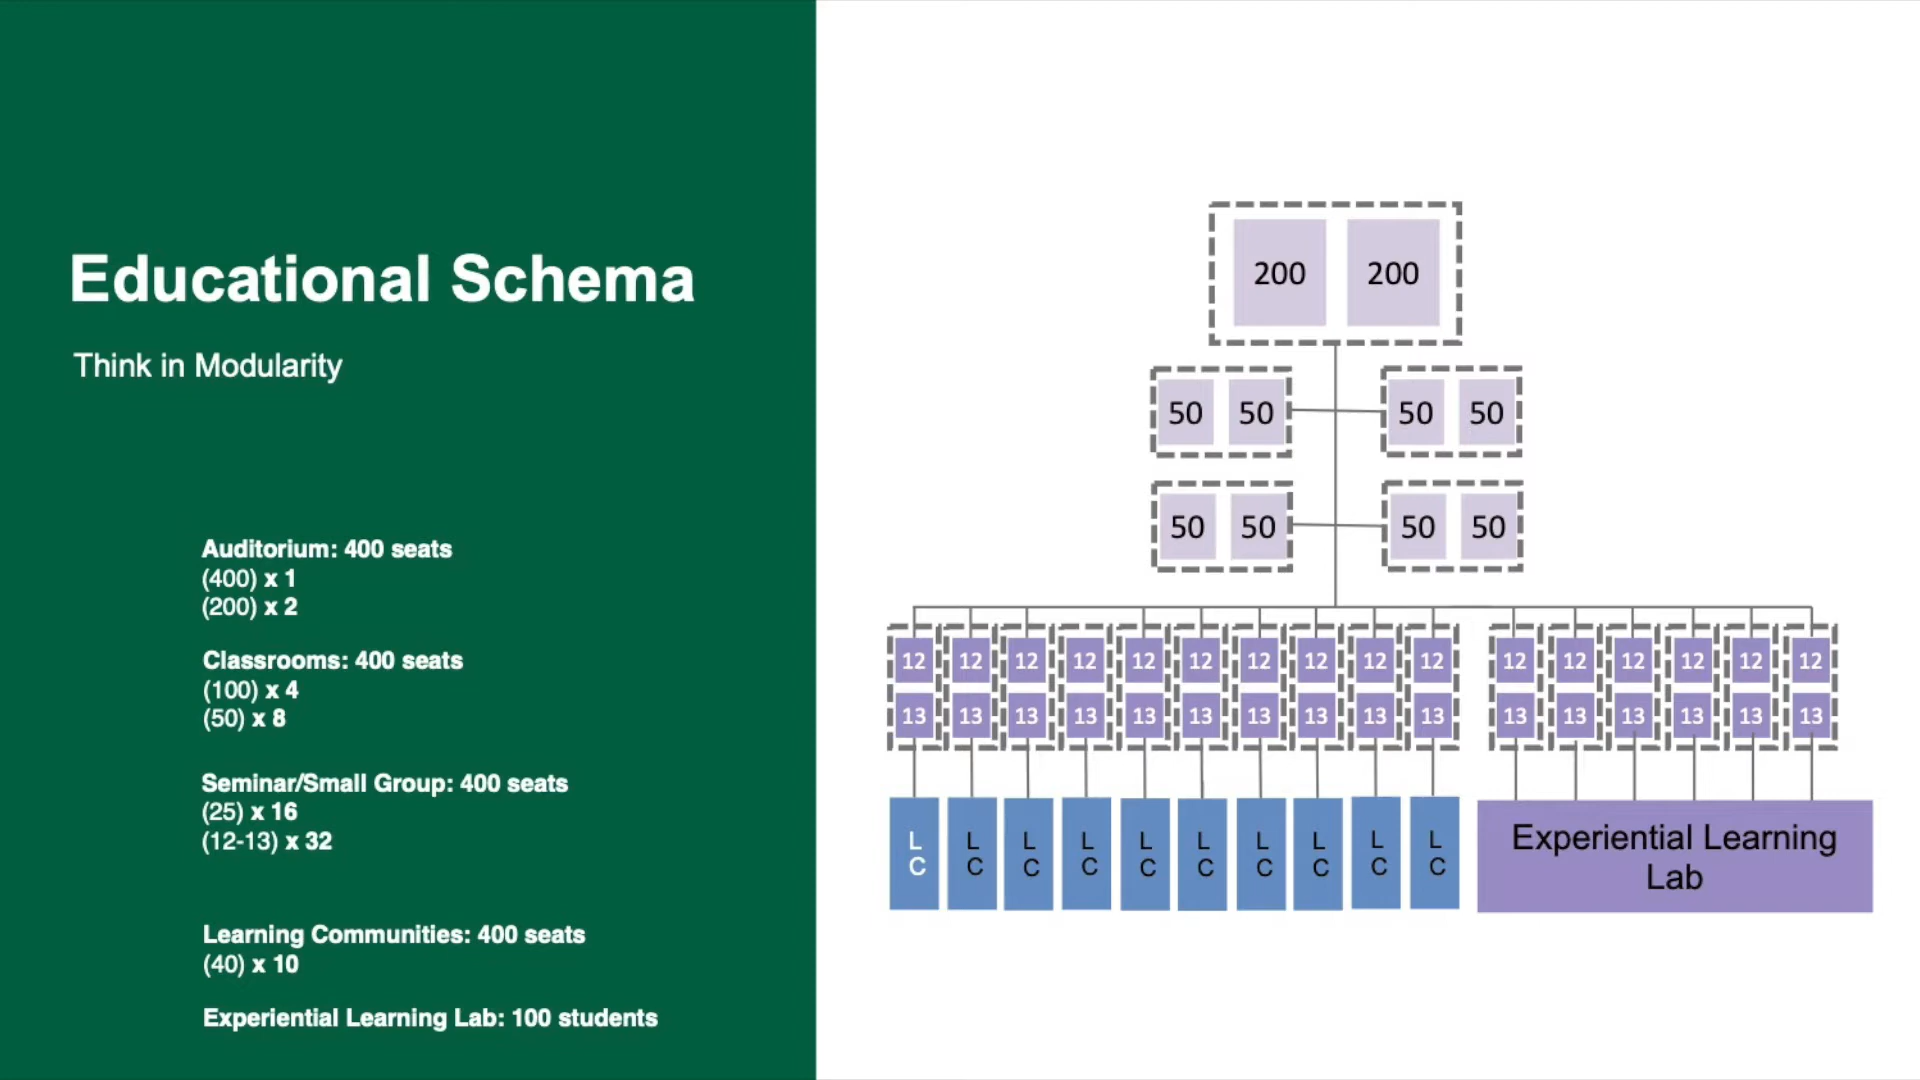 Educational Schema
Think in Modularity
Auditorium: 400 seats
(400) x 1
(200) x 2
Classrooms: 400 seats
(100) x 4
(50) x 8
Seminar/Small Group: 400 seats
(25) x 16
(12-13) x 32
Learning Communities: 400 seats
(40) x 10
Experiential Learning Lab: 100 students
200 200
50 50 50 50
50 50 50 50
12 12 12 12 12 12 12 12 12 12 12 12 12 12 12 12
13 13 13 13 13 13 13 13 13 13 13 13 13 13 13 13
L L L L L L L L L L
C C C C C C C C C C
Experiential Learning
Lab